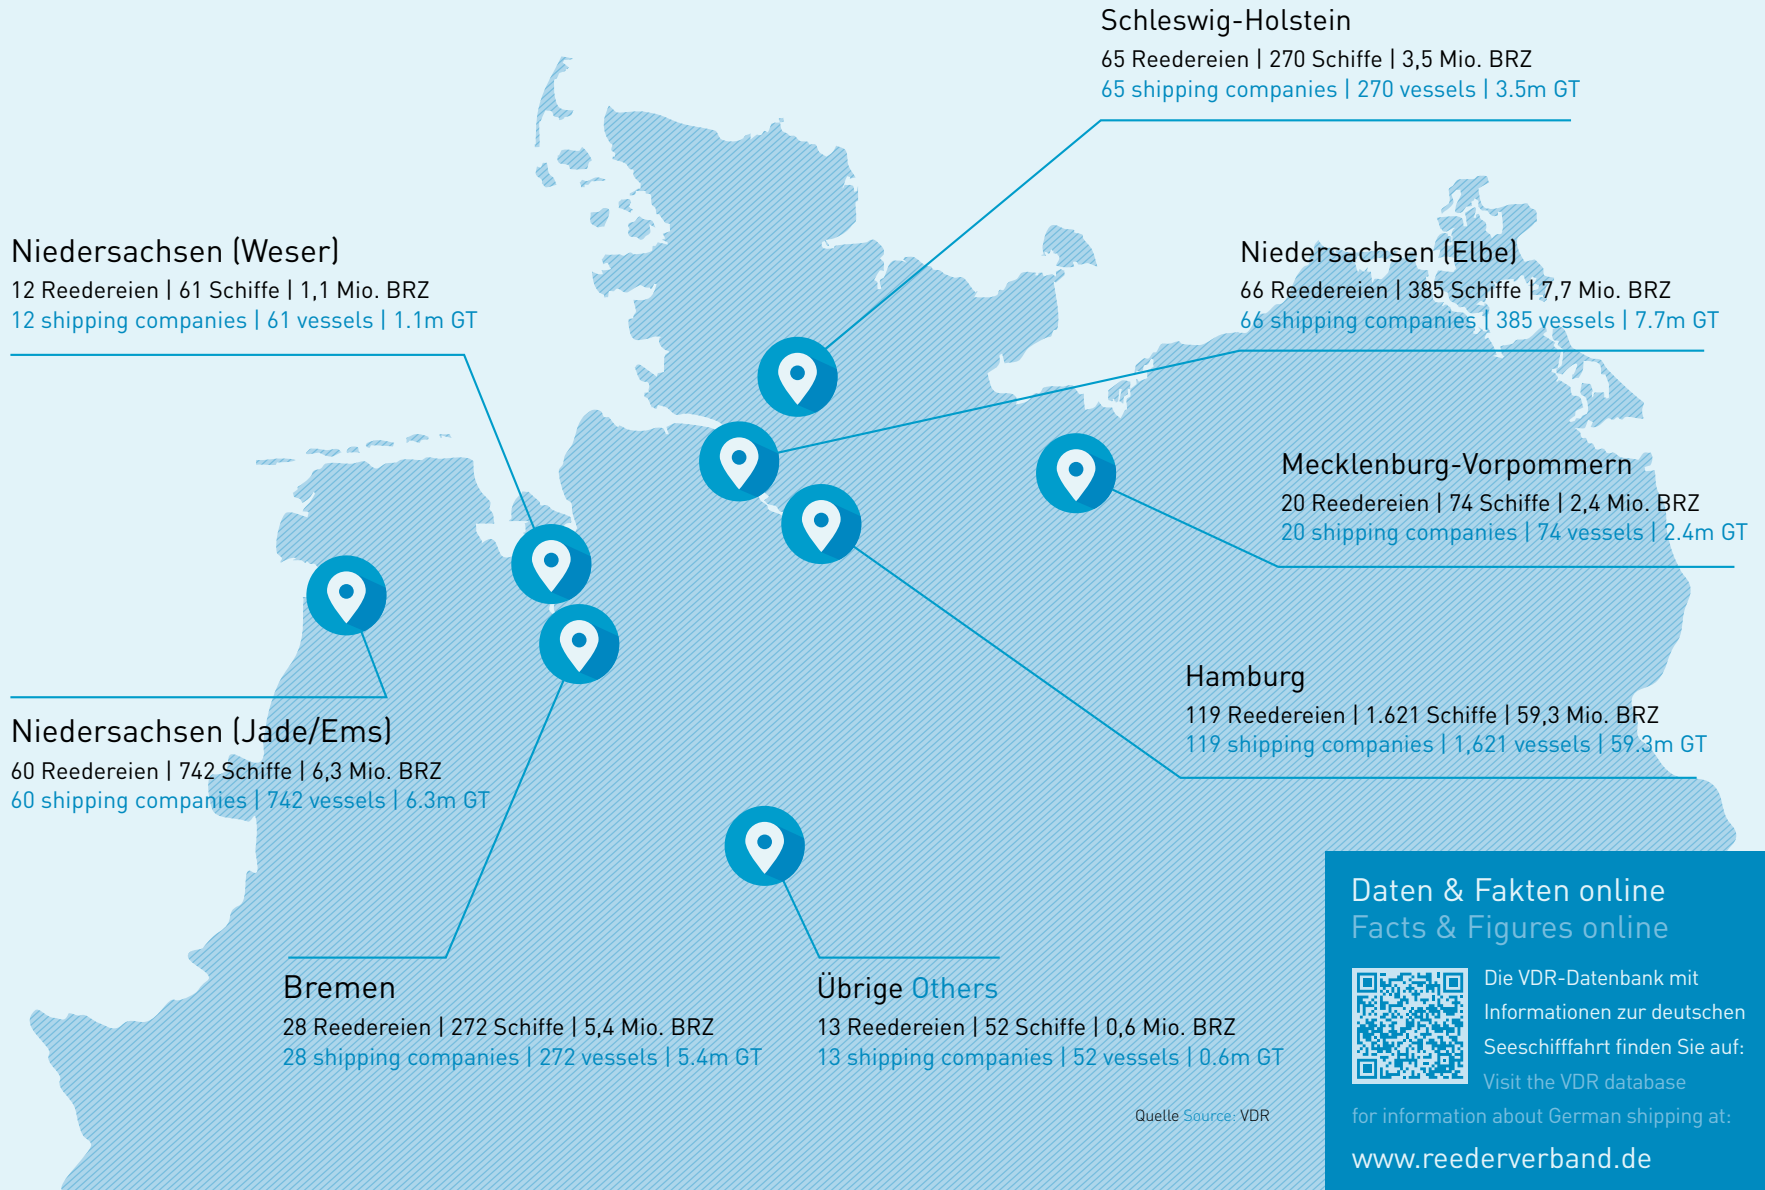 Schleswig-Holstein
65 Reedereien | 270 Schiffe | 3,5 Mio. BRZ
65 shipping companies | 270 vessels | 3.5m GT
Niedersachsen (Weser)
12 Reedereien | 61 Schiffe | 1,1 Mio. BRZ
12 shipping companies | 61 vessels | 1.1m GT
Niedersachsen (Elbe)
66 Reedereien | 385 Schiffe | 7,7 Mio. BRZ
66 shipping companies | 385 vessels | 7.7m GT
Mecklenburg-Vorpommern
20 Reedereien | 74 Schiffe | 2,4 Mio. BRZ
20 shipping companies | 74 vessels | 2.4m GT
Hamburg
119 Reedereien | 1.621 Schiffe | 59,3 Mio. BRZ
119 shipping companies | 1,621 vessels | 59.3m GT
Niedersachsen (Jade/Ems)
60 Reedereien | 742 Schiffe | 6,3 Mio. BRZ
60 shipping companies | 742 vessels | 6.3m GT
Bremen
28 Reedereien | 272 Schiffe | 5,4 Mio. BRZ
28 shipping companies | 272 vessels | 5.4m GT
Übrige Others
13 Reedereien | 52 Schiffe | 0,6 Mio. BRZ
13 shipping companies | 52 vessels | 0.6m GT
Quelle Source: VDR
Daten & Fakten online
Facts & Figures online
Die VDR-Datenbank mit
Informationen zur deutschen
Seeschifffahrt finden Sie auf:
Visit the VDR database
for information about German shipping at:
www.reederverband.de